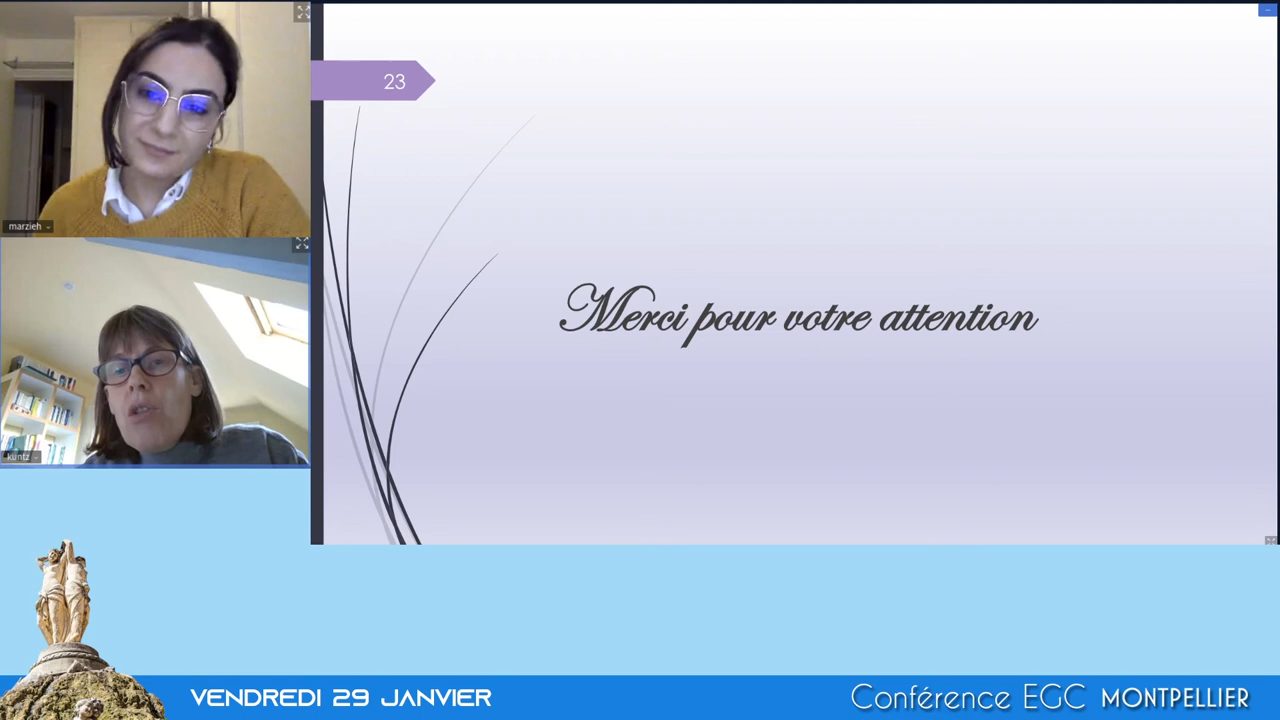 marzieh
kuntz
23
Merci pour votre attention
VENDREDI 29 JANVIER
Conférence EGC MONTPELLIER